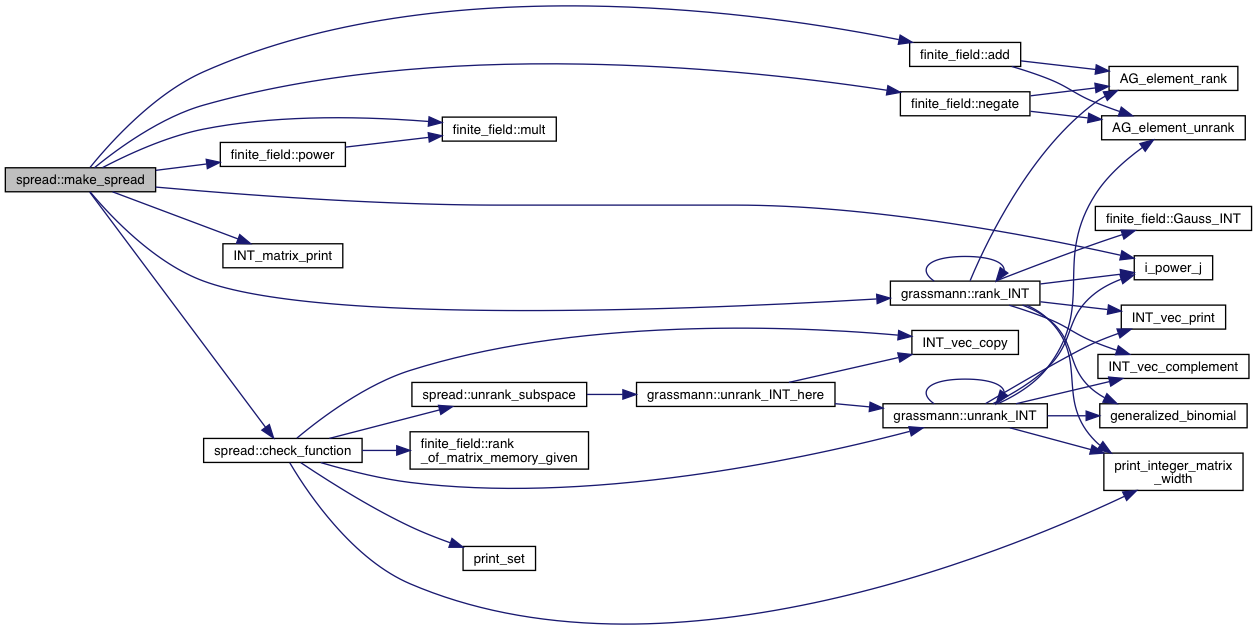 spread::make_spread
finite_field::add
AG_element_rank
finite_field::negate
AG_element_unrank
finite_field::mult
finite_field::power
INT_matrix_print
finite_field::Gauss_INT
i_power_j
grassmann::rank_INT
INT_vec_print
INT_vec_copy
INT_vec_complement
spread::unrank_subspace
grassmann::unrank_INT_here
grassmann::unrank_INT
generalized_binomial
spread::check_function
finite_field::rank
_of_matrix_memory_given
print_integer_matrix
_width
print_set